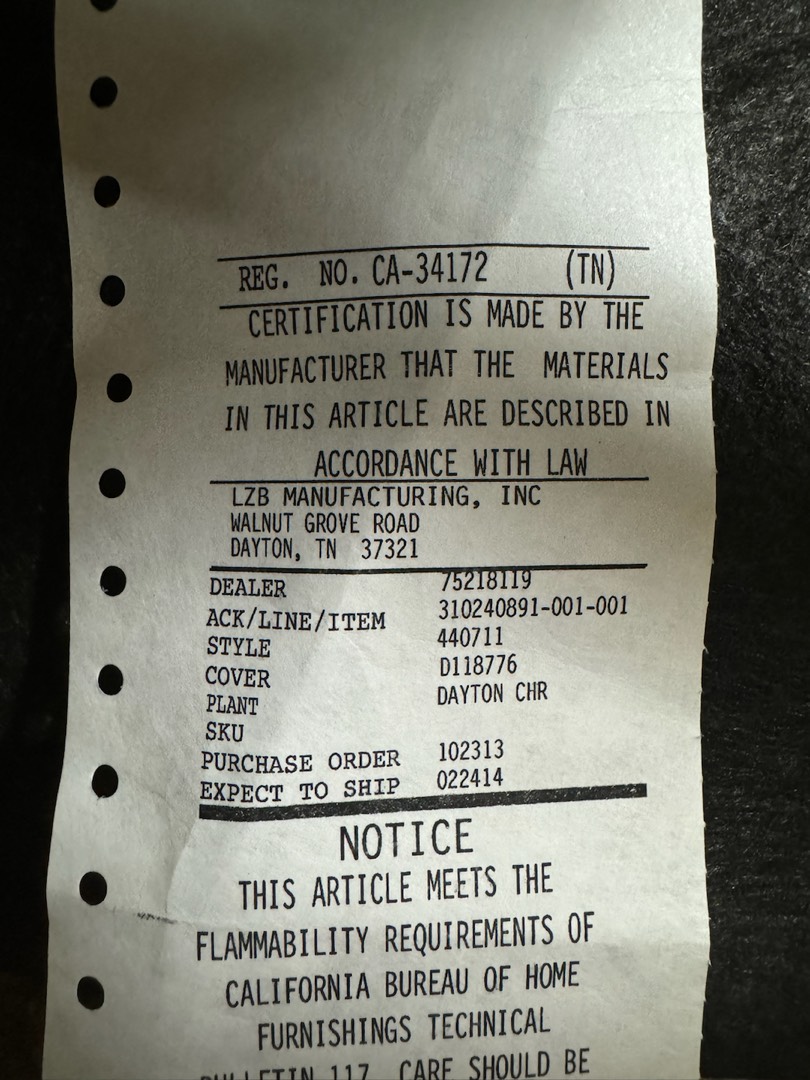 REG. NO. CA-34172 (TN)
CERTIFICATION IS MADE BY THE
MANUFACTURER THAT THE MATERIALS
IN THIS ARTICLE ARE DESCRIBED IN
ACCORDANCE WITH LAW
LZB MANUFACTURING, INC
WALNUT GROVE ROAD
DAYTON, TN 37321
DEALER 75218119
ACK/LINE/ITEM 310240891-001-001
STYLE 440711
COVER D118776
PLANT DAYTON CHR
SKU
PURCHASE ORDER 102313
EXPECT TO SHIP 022414
NOTICE
THIS ARTICLE MEETS THE
FLAMMABILITY REQUIREMENTS OF
CALIFORNIA BUREAU OF HOME
FURNISHINGS TECHNICAL
BULLETIN 117. CARE SHOULD BE